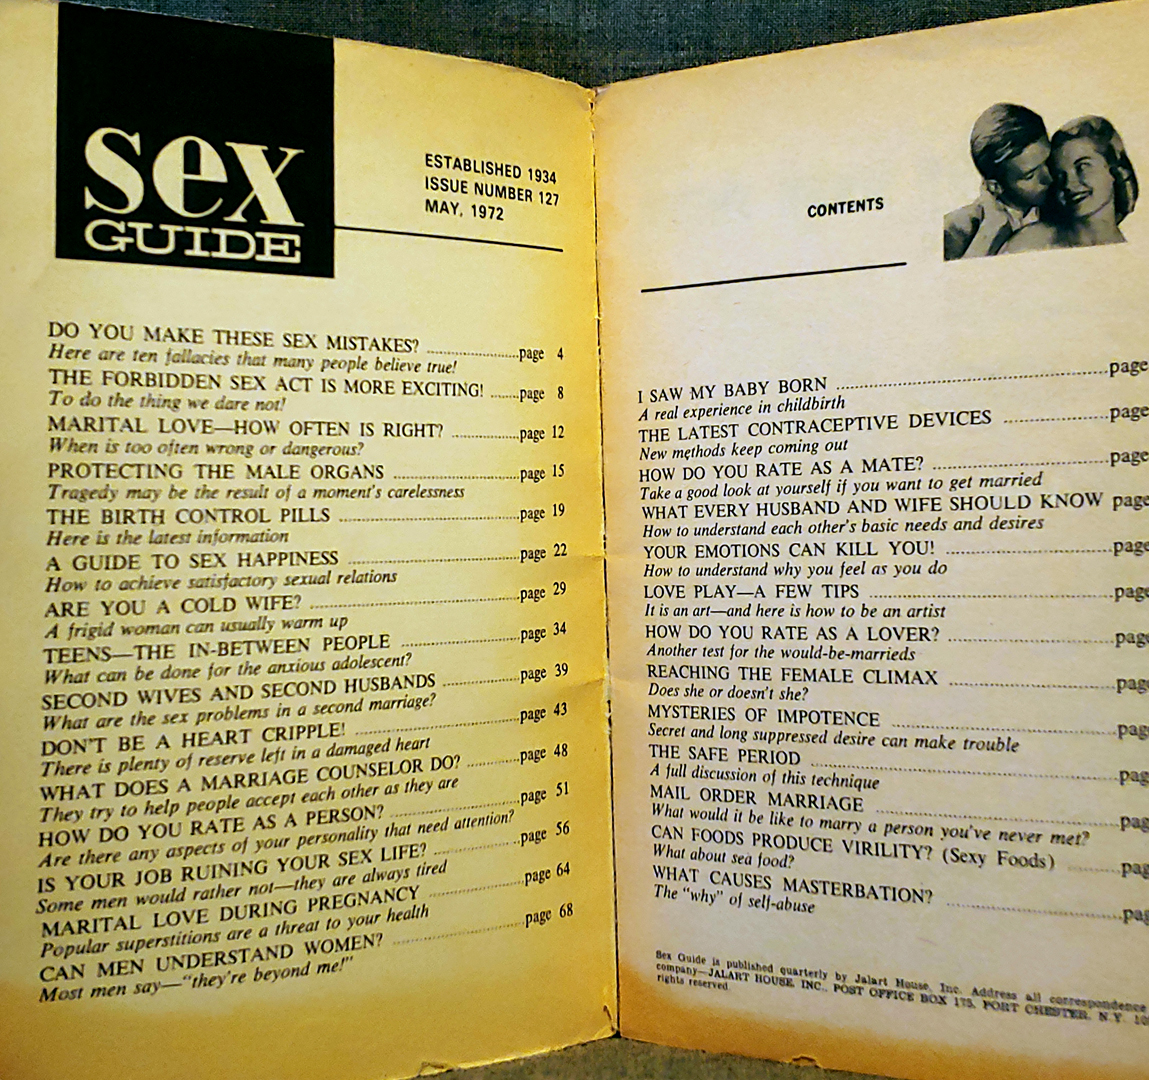 sex
GUIDE
ESTABLISHED 1934
ISSUE NUMBER 127
MAY, 1972
DO YOU MAKE THESE SEX MISTAKES? ........................page 4
Here are ten fallacies that many people believe true!
THE FORBIDDEN SEX ACT IS MORE EXCITING! .......page 8
To do the thing we dare not!
MARITAL LOVE—HOW OFTEN IS RIGHT? .................page 12
When is too often wrong or dangerous?
PROTECTING THE MALE ORGANS ................................page 15
Tragedy may be the result of a moment's carelessness
THE BIRTH CONTROL PILLS .............................................page 19
Here is the latest information
A GUIDE TO SEX HAPPINESS ............................................page 22
How to achieve satisfactory sexual relations
ARE YOU A COLD WIFE? ....................................................page 29
A frigid woman can usually warm up
TEENS—THE IN-BETWEEN PEOPLE ..............................page 34
What can be done for the anxious adolescent?
SECOND WIVES AND SECOND HUSBANDS ...................page 39
What are the sex problems in a second marriage?
DON'T BE A HEART CRIPPLE! ..........................................page 43
There is plenty of reserve left in a damaged heart
WHAT DOES A MARRIAGE COUNSELOR DO? .............page 48
They try to help people accept each other as they are
HOW DO YOU RATE AS A PERSON? ................................page 51
Are there any aspects of your personality that need attention?
IS YOUR JOB RUINING YOUR SEX LIFE? .......................page 56
Some men would rather not—they are always tired
MARITAL LOVE DURING PREGNANCY .........................page 64
Popular superstitions are a threat to your health
CAN MEN UNDERSTAND WOMEN? ................................page 68
Most men say—"they're beyond me!"
CONTENTS
I SAW MY BABY BORN ..........................................................page
A real experience in childbirth
THE LATEST CONTRACEPTIVE DEVICES .......................page
New methods keep coming out
HOW DO YOU RATE AS A MATE? ......................................page
Take a good look at yourself if you want to get married
WHAT EVERY HUSBAND AND WIFE SHOULD KNOW page
How to understand each other's basic needs and desires
YOUR EMOTIONS CAN KILL YOU! ....................................page
How to understand why you feel as you do
LOVE PLAY—A FEW TIPS ....................................................page
It is an art—and here is how to be an artist
HOW DO YOU RATE AS A LOVER? .....................................page
Another test for the would-be-marrieds
REACHING THE FEMALE CLIMAX ....................................pag
Does she or doesn't she?
MYSTERIES OF IMPOTENCE ...............................................pag
Secret and long suppressed desire can make trouble
THE SAFE PERIOD ................................................................pag
A full discussion of this technique
MAIL ORDER MARRIAGE ....................................................pag
What would it be like to marry a person you've never met?
CAN FOODS PRODUCE VIRILITY? (Sexy Foods) ................pag
What about sea food?
WHAT CAUSES MASTERBATION? ......................................pag
The "why" of self-abuse
Sex Guide is published quarterly by Jalart House, Inc. Address all correspondence
company—JALART HOUSE, INC., POST OFFICE BOX 175, PORT CHESTER, N.Y. 10
rights reserved.